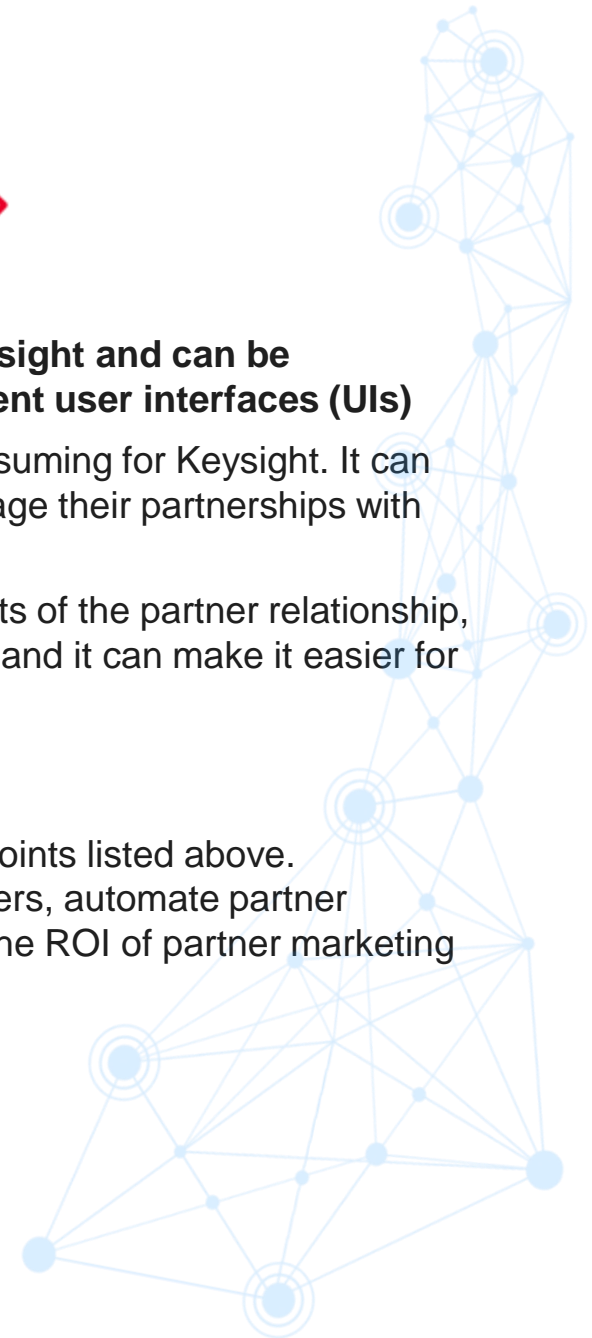 sight and can be
ent user interfaces (UIs)
suming for Keysight. It can
age their partnerships with
ts of the partner relationship,
and it can make it easier for
oints listed above.
ers, automate partner
he ROI of partner marketing